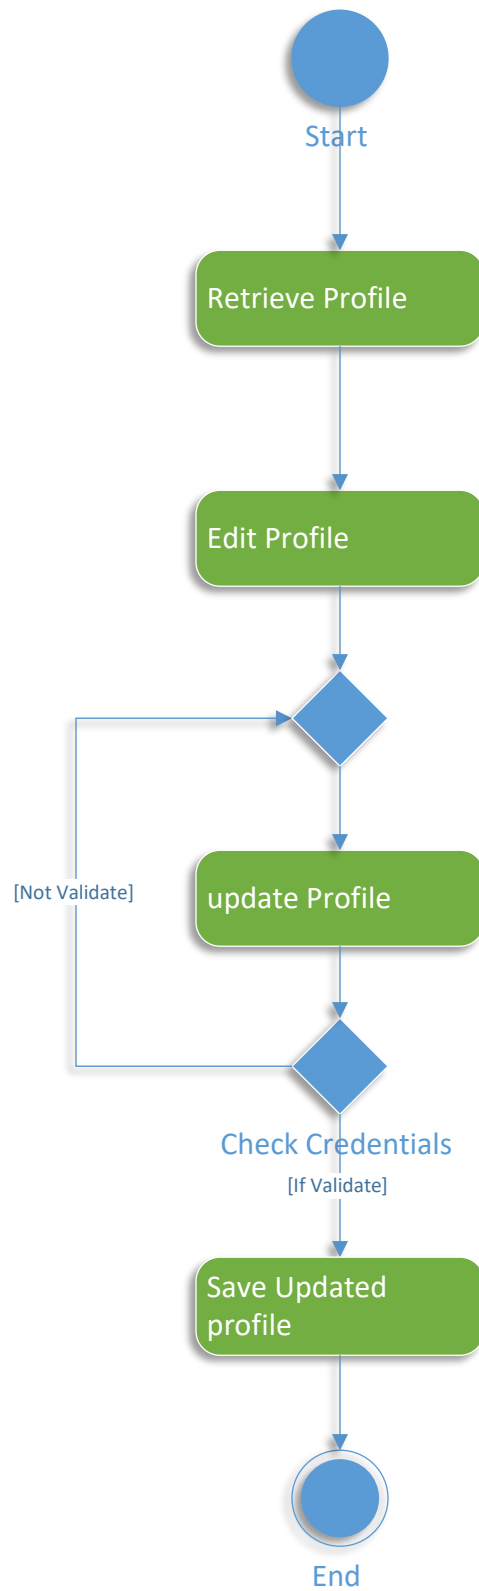 Start
Retrieve Profile
Edit Profile
[Not Validate]
update Profile
Check Credentials
[If Validate]
Save Updated
profile
End